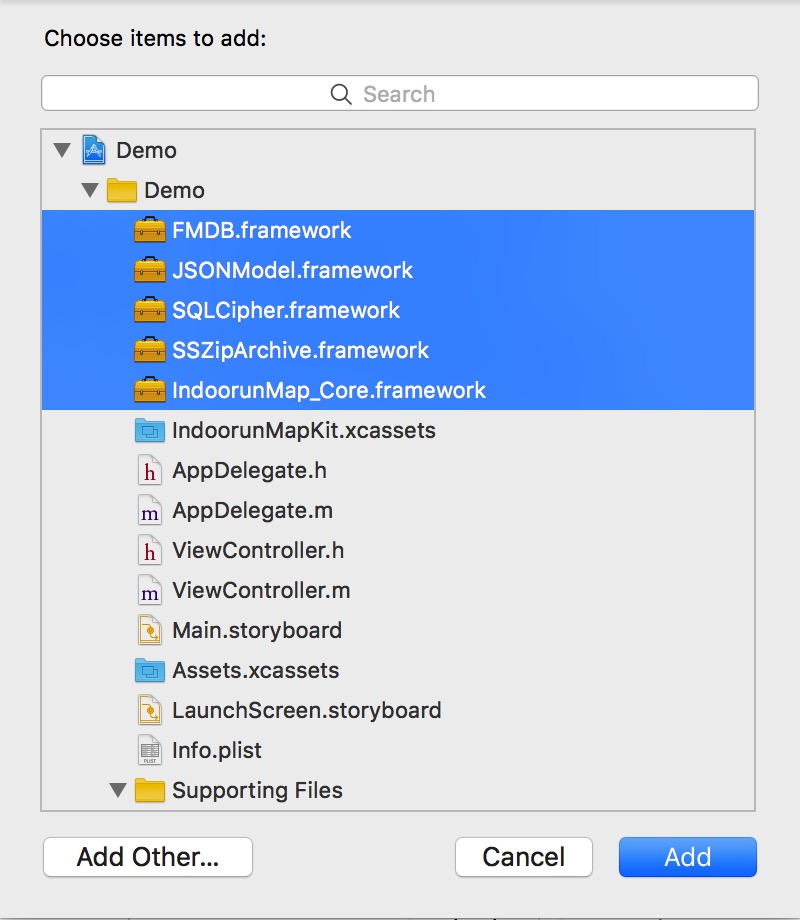 Choose items to add:
Search
Demo
Demo
FMDB.framework
JSONModel.framework
SQLCipher.framework
SSZipArchive.framework
IndoorunMap_Core.framework
IndoorunMapKit.xcassets
h AppDelegate.h
m AppDelegate.m
h ViewController.h
m ViewController.m
Main.storyboard
Assets.xcassets
LaunchScreen.storyboard
PLIST Info.plist
Supporting Files
Add Other...
Cancel
Add